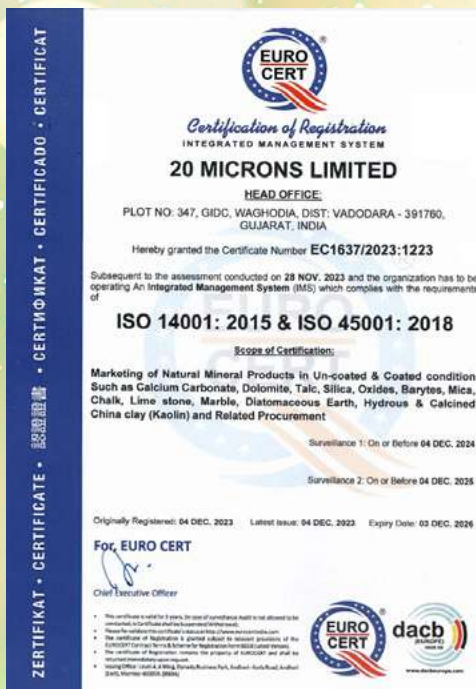 EURO
CERT
Certification of Registration
INTEGRATED MANAGEMENT SYSTEM
20 MICRONS LIMITED
HEAD OFFICE:
PLOT NO: 347, GIDC, WAGHODIA, DIST: VADODARA - 391760,
GUJARAT, INDIA
Hereby granted the Certificate Number EC1637/2023:1223
Subsequent to the assessment conducted on 28 NOV. 2023 and the organization has to be
operating An Integrated Management System (IMS) which complies with the requirements
of
ISO 14001: 2015 & ISO 45001: 2018
Scope of Certification:
Marketing of Natural Mineral Products in Un-coated & Coated condition
Such as Calcium Carbonate, Dolomite, Talc, Silica, Oxides, Barytes, Mica,
Chalk, Lime stone, Marble, Diatomaceous Earth, Hydrous & Calcined
China clay (Kaolin) and Related Procurement
Surveillance 1: On or Before 04 DEC. 2024
Surveillance 2: On or Before 04 DEC. 2025
Originally Registered: 04 DEC. 2023 Latest Issue: 04 DEC. 2023 Expiry Date: 03 DEC. 2026
For, EURO CERT
Chief Executive Officer
EURO
CERT
dacb
(EUROPE)
www.dacbeurope.com
ZERTIFIKAT • CERTIFICATE • 認證證書 • СЕРТИФИКАТ • CERTIFICADO • CERTIFICAT